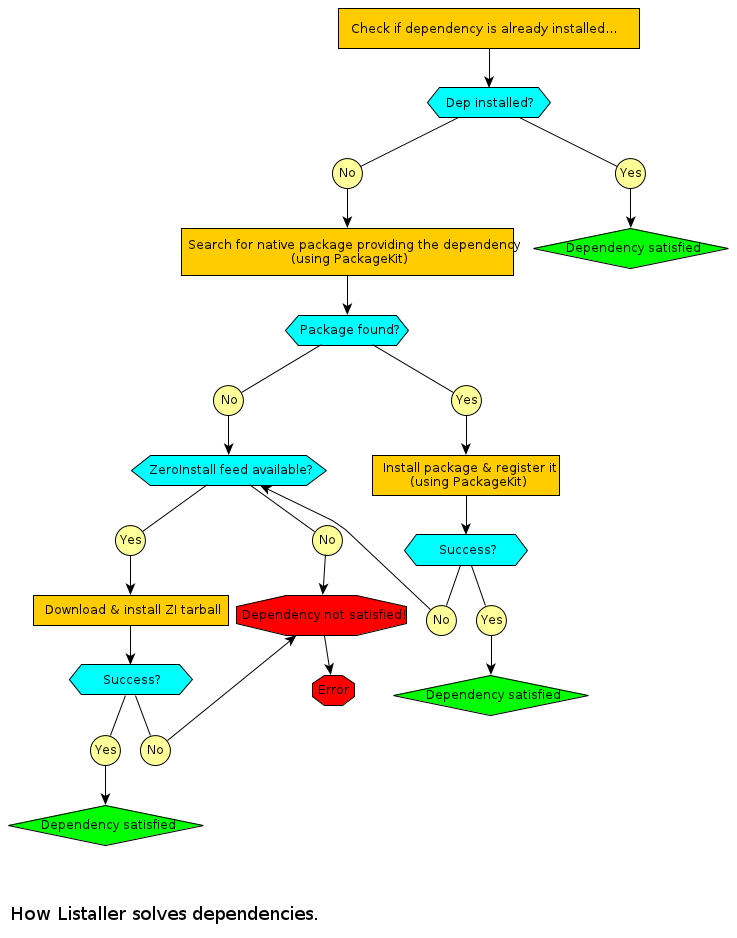 Check if dependency is already installed...
Dep installed?
No
Yes
Search for native package providing the dependency
(using PackageKit)
Dependency satisfied
Package found?
No
Yes
ZeroInstall feed available?
Install package & register it
(using PackageKit)
Yes
No
Success?
Download & install ZI tarball
Dependency not satisfied!
No
Yes
Success?
Error
Dependency satisfied
Yes
No
Dependency satisfied
How Listaller solves dependencies.